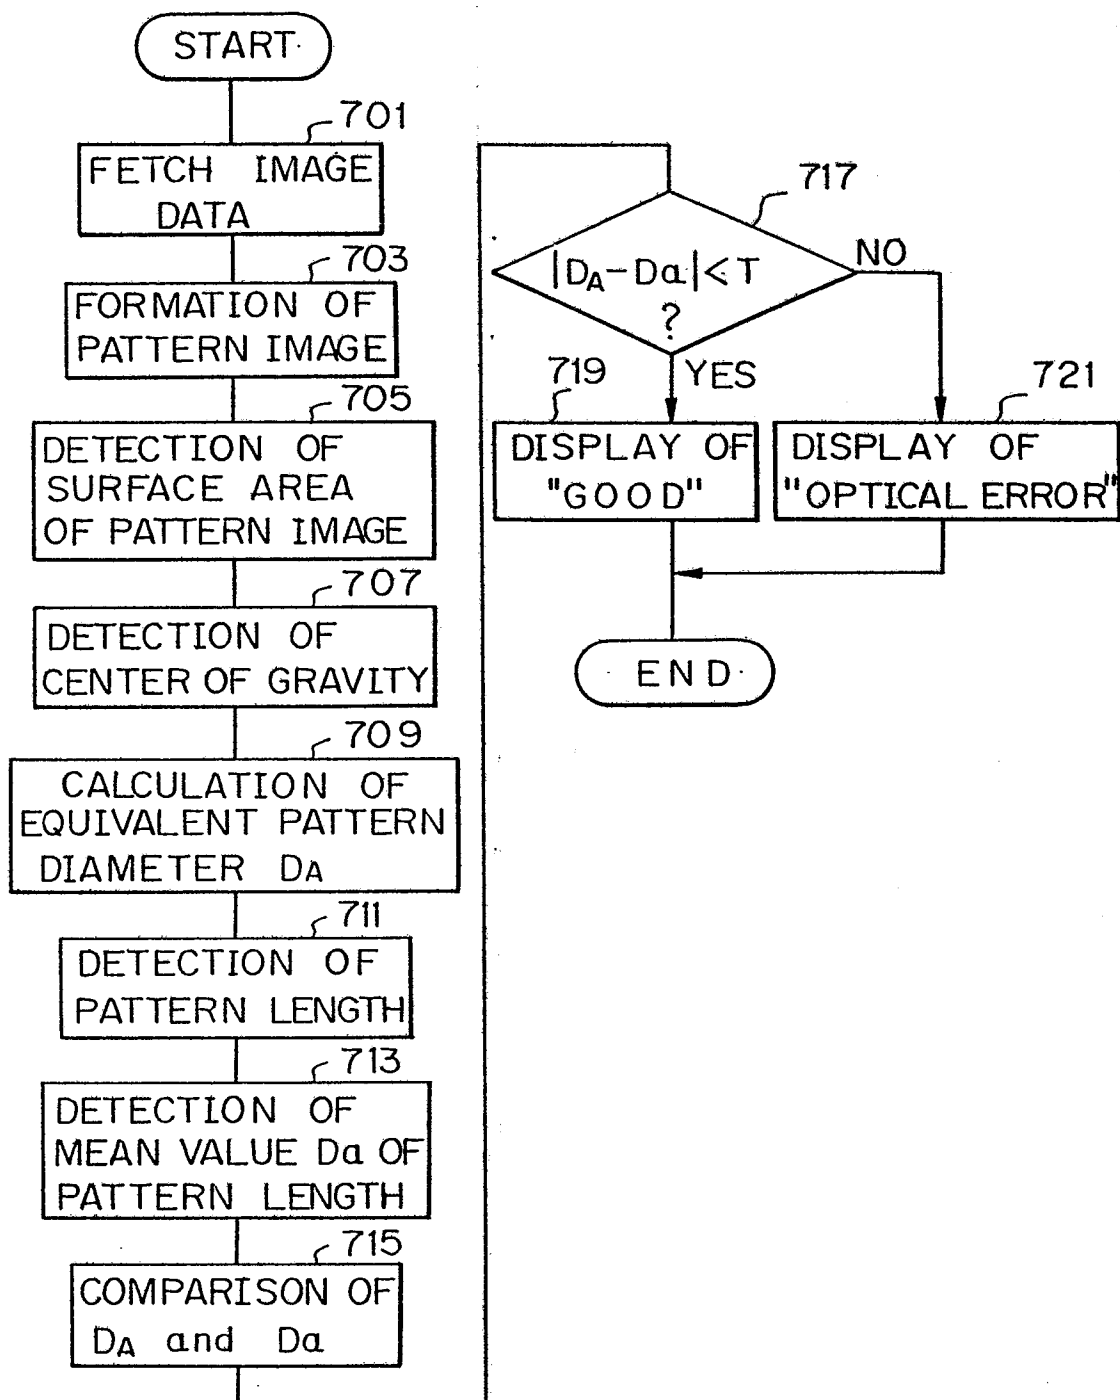 START
701
FETCH IMAGE
DATA
703
FORMATION OF
PATTERN IMAGE
705
DETECTION OF
SURFACE AREA
OF PATTERN IMAGE
707
DETECTION OF
CENTER OF GRAVITY
709
CALCULATION OF
EQUIVALENT PATTERN
DIAMETER DA
711
DETECTION OF
PATTERN LENGTH
713
DETECTION OF
MEAN VALUE Da OF
PATTERN LENGTH
715
COMPARISON OF
DA and Da
717
|DA-Da|<T
?
NO
YES
719
DISPLAY OF
"GOOD"
721
DISPLAY OF
"OPTICAL ERROR"
END